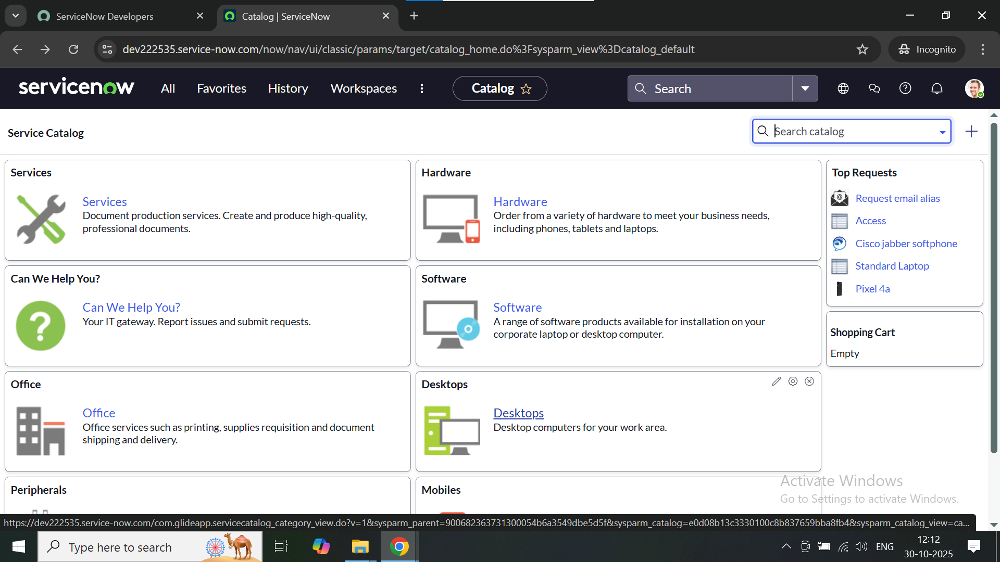 ServiceNow Developers
Catalog | ServiceNow
dev222535.service-now.com/now/nav/ui/classic/params/target/catalog_home.do%3Fsysparm_view%3Dcatalog_default
Incognito
servicenow
All
Favorites
History
Workspaces
Catalog
Search
Service Catalog
Search catalog
Services
Services
Document production services. Create and produce high-quality,
professional documents.
Hardware
Hardware
Order from a variety of hardware to meet your business needs,
including phones, tablets and laptops.
Top Requests
Request email alias
Access
Cisco jabber softphone
Standard Laptop
Pixel 4a
Can We Help You?
Can We Help You?
Your IT gateway. Report issues and submit requests.
Software
Software
A range of software products available for installation on your
corporate laptop or desktop computer.
Shopping Cart
Empty
Office
Office
Office services such as printing, supplies requisition and document
shipping and delivery.
Desktops
Desktops
Desktop computers for your work area.
Peripherals
Mobiles
Activate Windows
Go to Settings to activate Windows.
https://dev222535.service-now.com/com.glideapp.servicecatalog_category_view.do?v=1&sysparm_parent=900682363731300054b6a3549dbe5d5f&sysparm_catalog=e0d08b13c3330100c8b837659bba8fb4&sysparm_catalog_view=ca...
Type here to search
ENG
12:12
30-10-2025